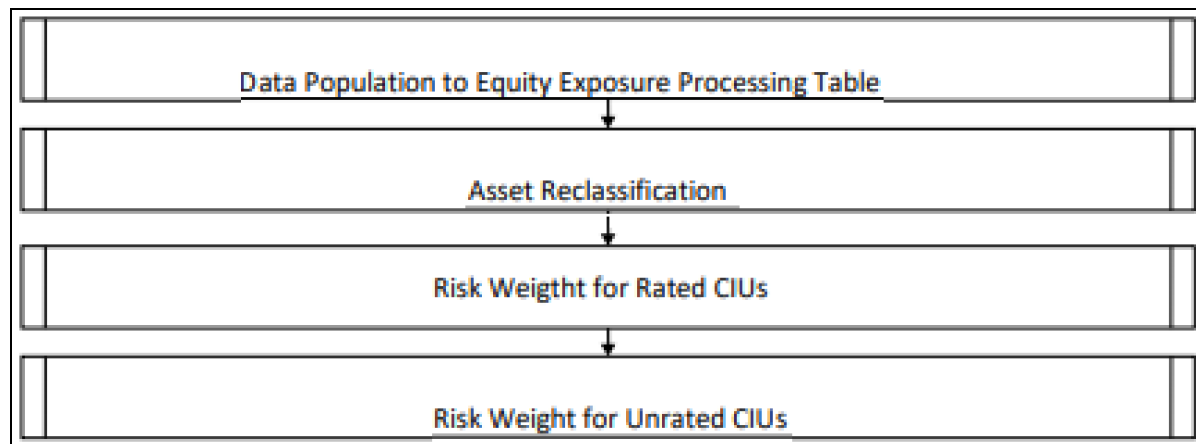 Data Population to Equity Exposure Processing Table
Asset Reclassification
Risk Weigtht for Rated CIUs
Risk Weight for Unrated CIUs